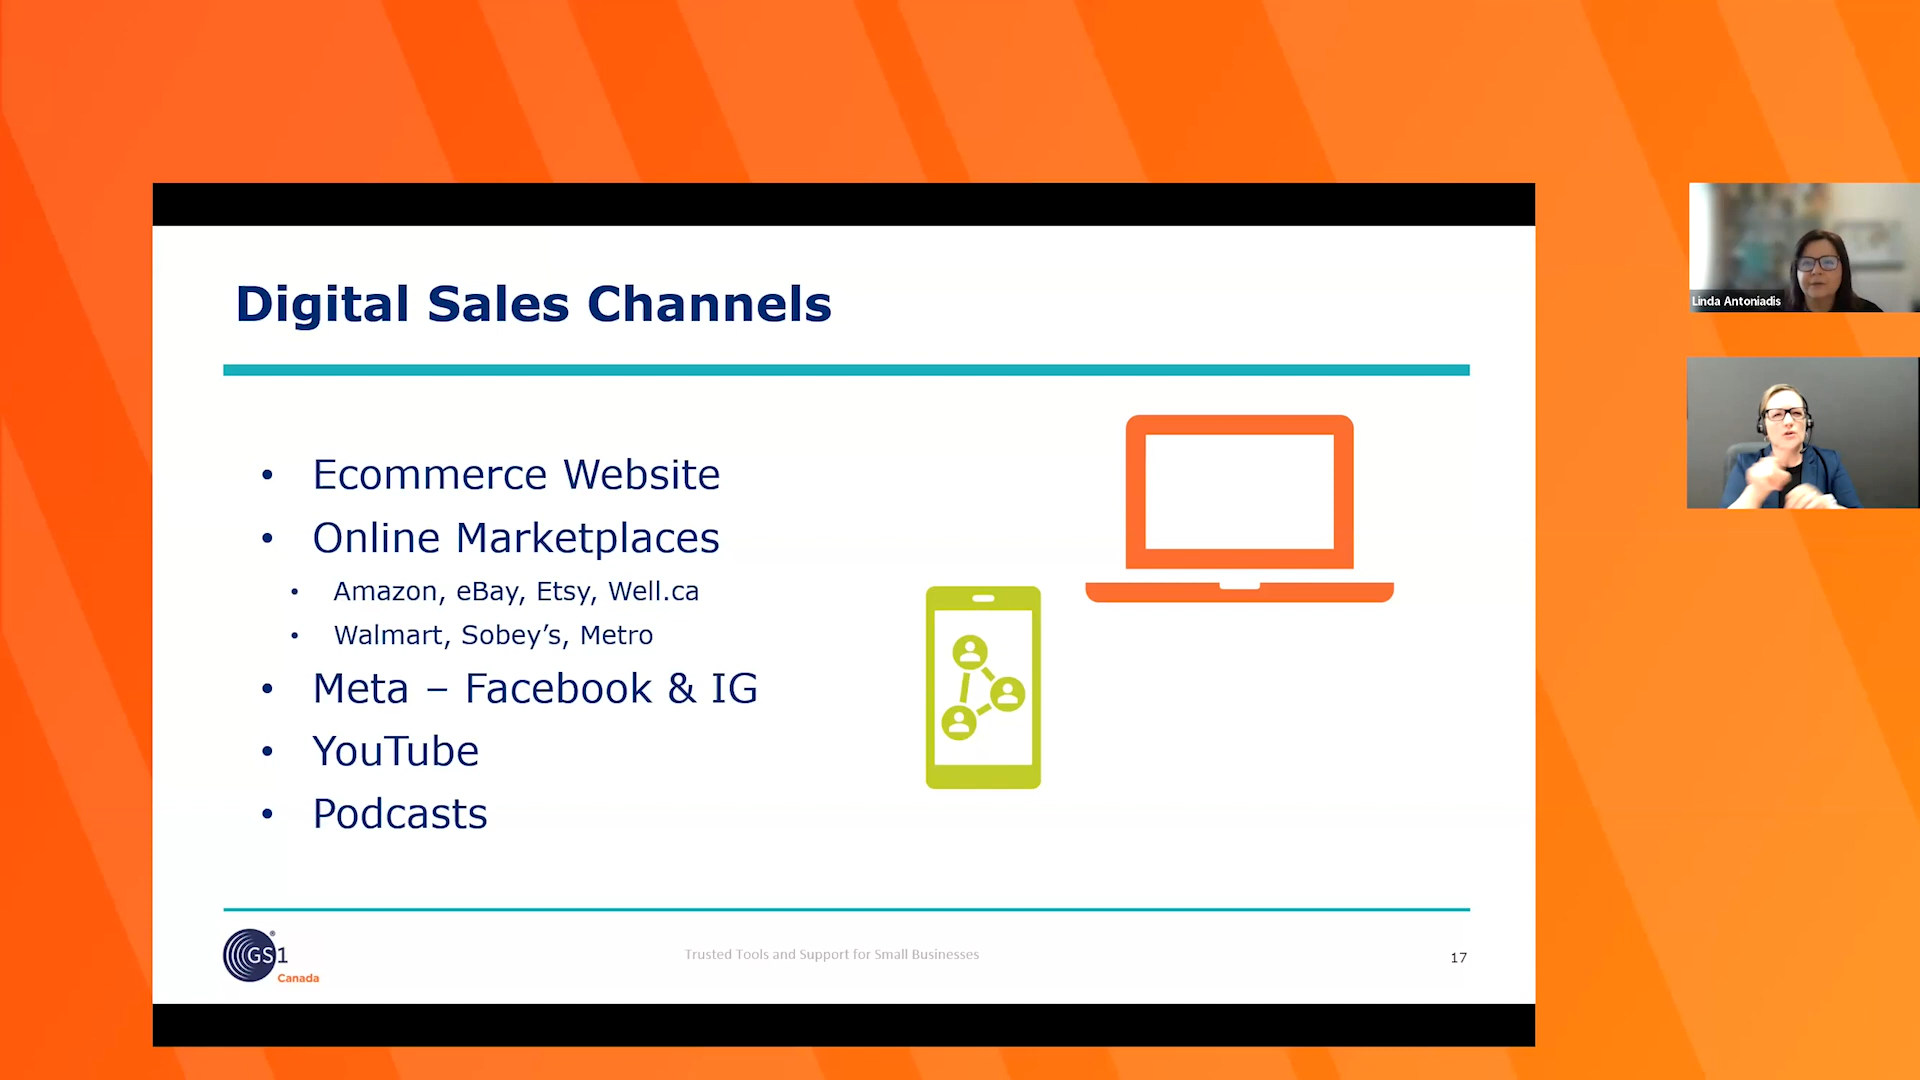 Digital Sales Channels
• Ecommerce Website
• Online Marketplaces
• Amazon, eBay, Etsy, Well.ca
• Walmart, Sobey’s, Metro
• Meta – Facebook & IG
• YouTube
• Podcasts
GS1®
Canada
Trusted Tools and Support for Small Businesses
17
Linda Antoniadis